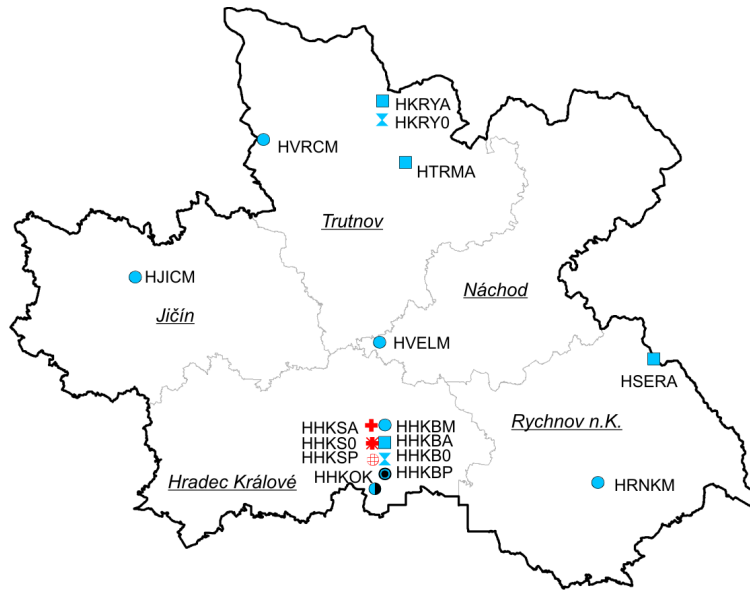 HKRYA
HKRY0
HVRCM
HTRMA
Trutnov
HJICM
Náchod
Jičín
HVELM
HSERA
HHKSA
HHKBM
Rychnov n.K.
HHKS0
HHKBA
HHKSP
HHKB0
Hradec Králové
HHKOK
HHKBP
HRNKM